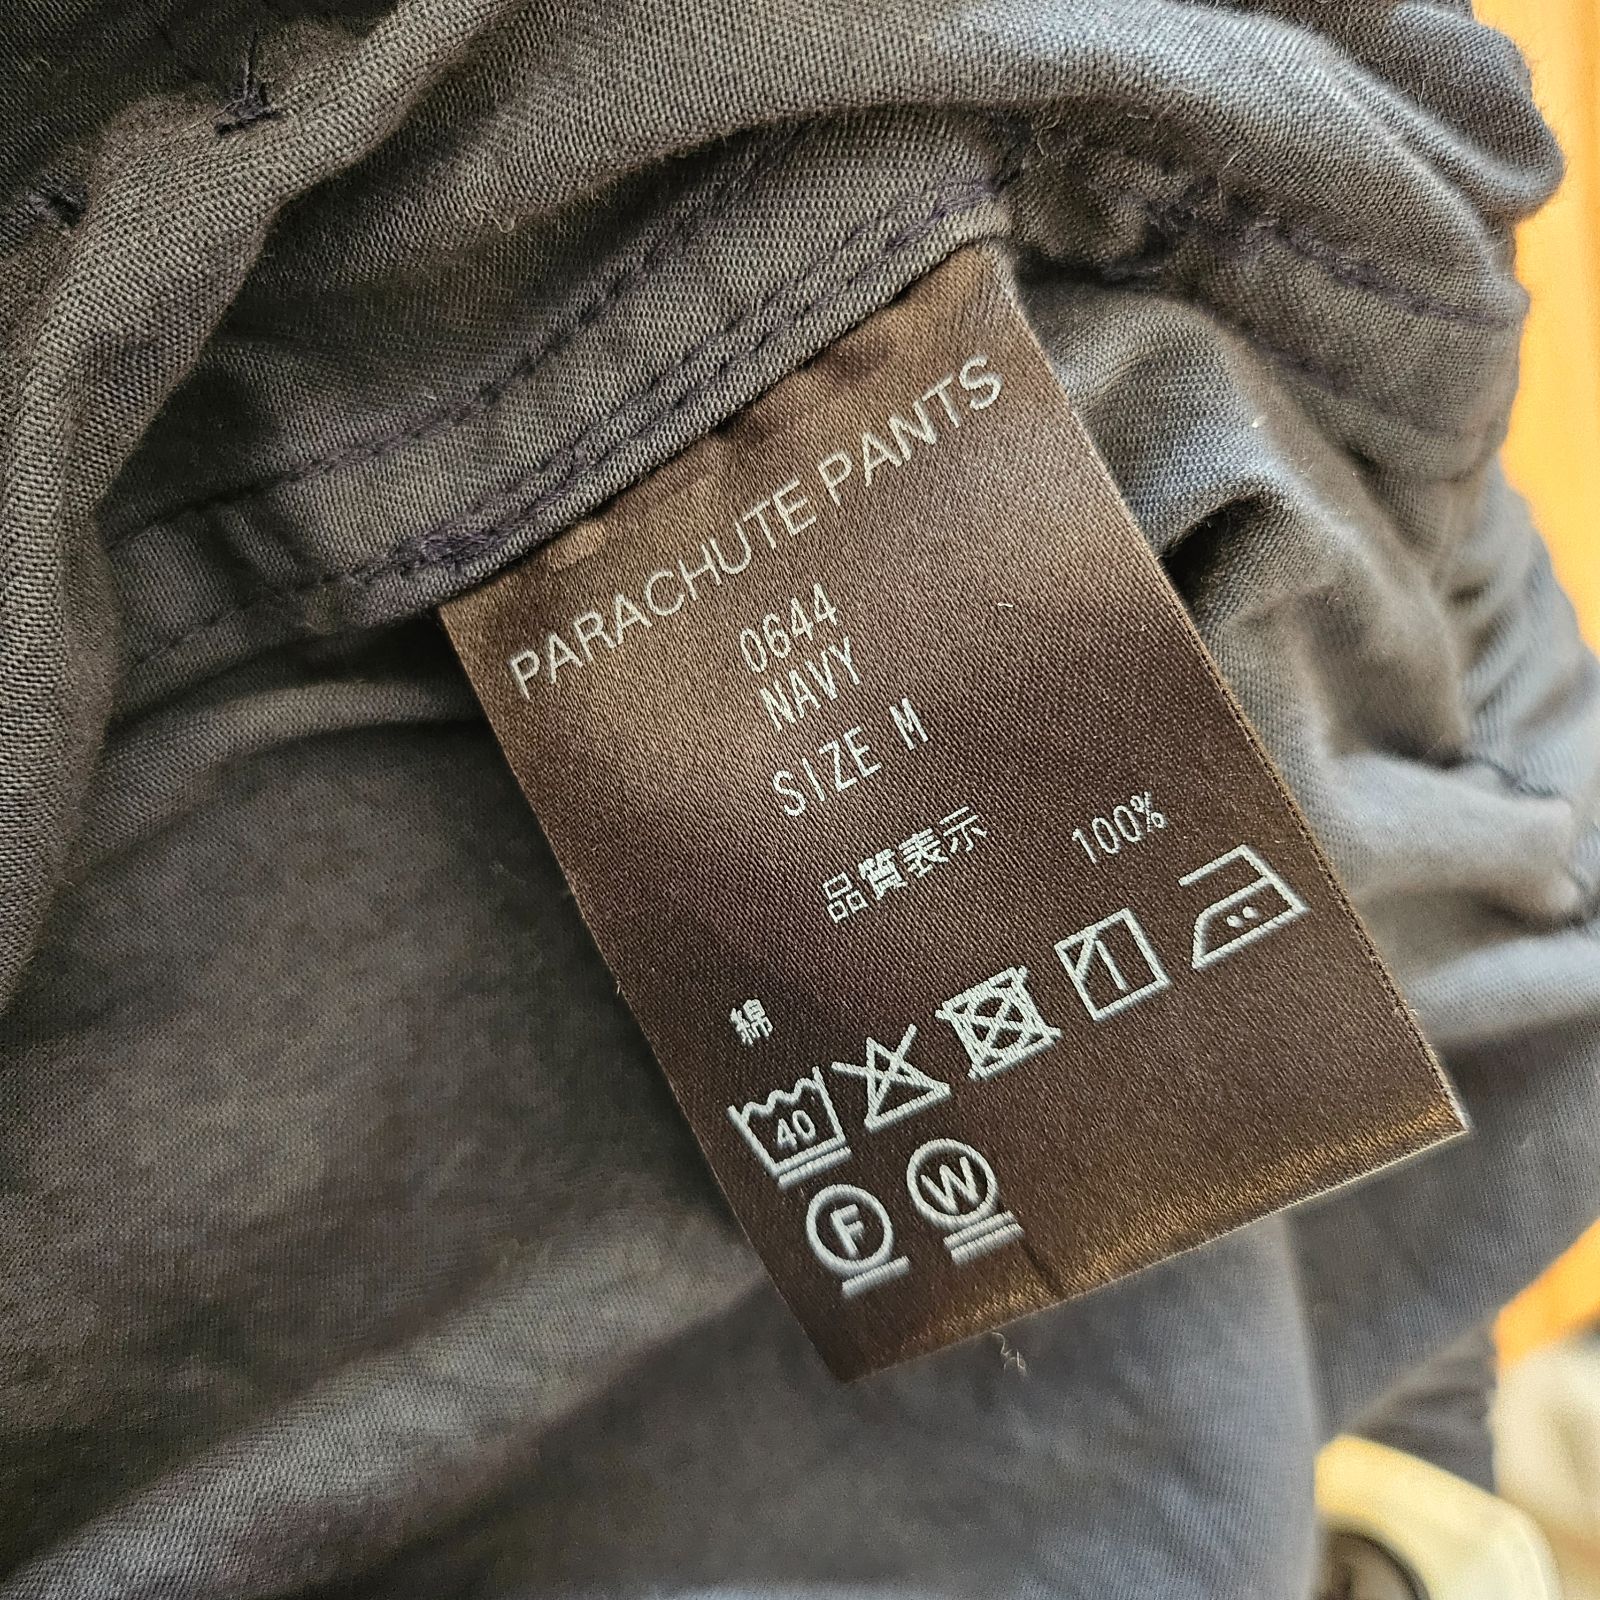 PARACHUTE PANTS
0644
NAVY
SIZE M
品質表示
綿 100%
40
F W